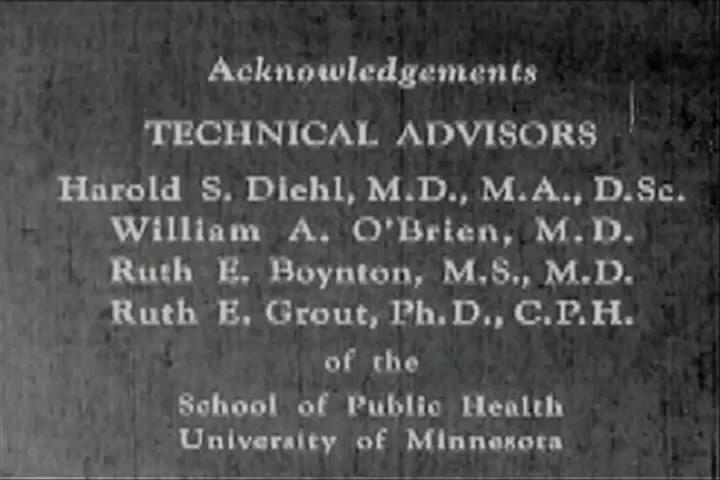 Acknowledgements
TECHNICAL ADVISORS
Harold S. Diehl, M.D., M.A., D.Sc.
William A. O'Brien, M.D.
Ruth E. Boynton, M.S., M.D.
Ruth E. Grout, Ph.D., C.P.H.
of the
School of Public Health
University of Minnesota